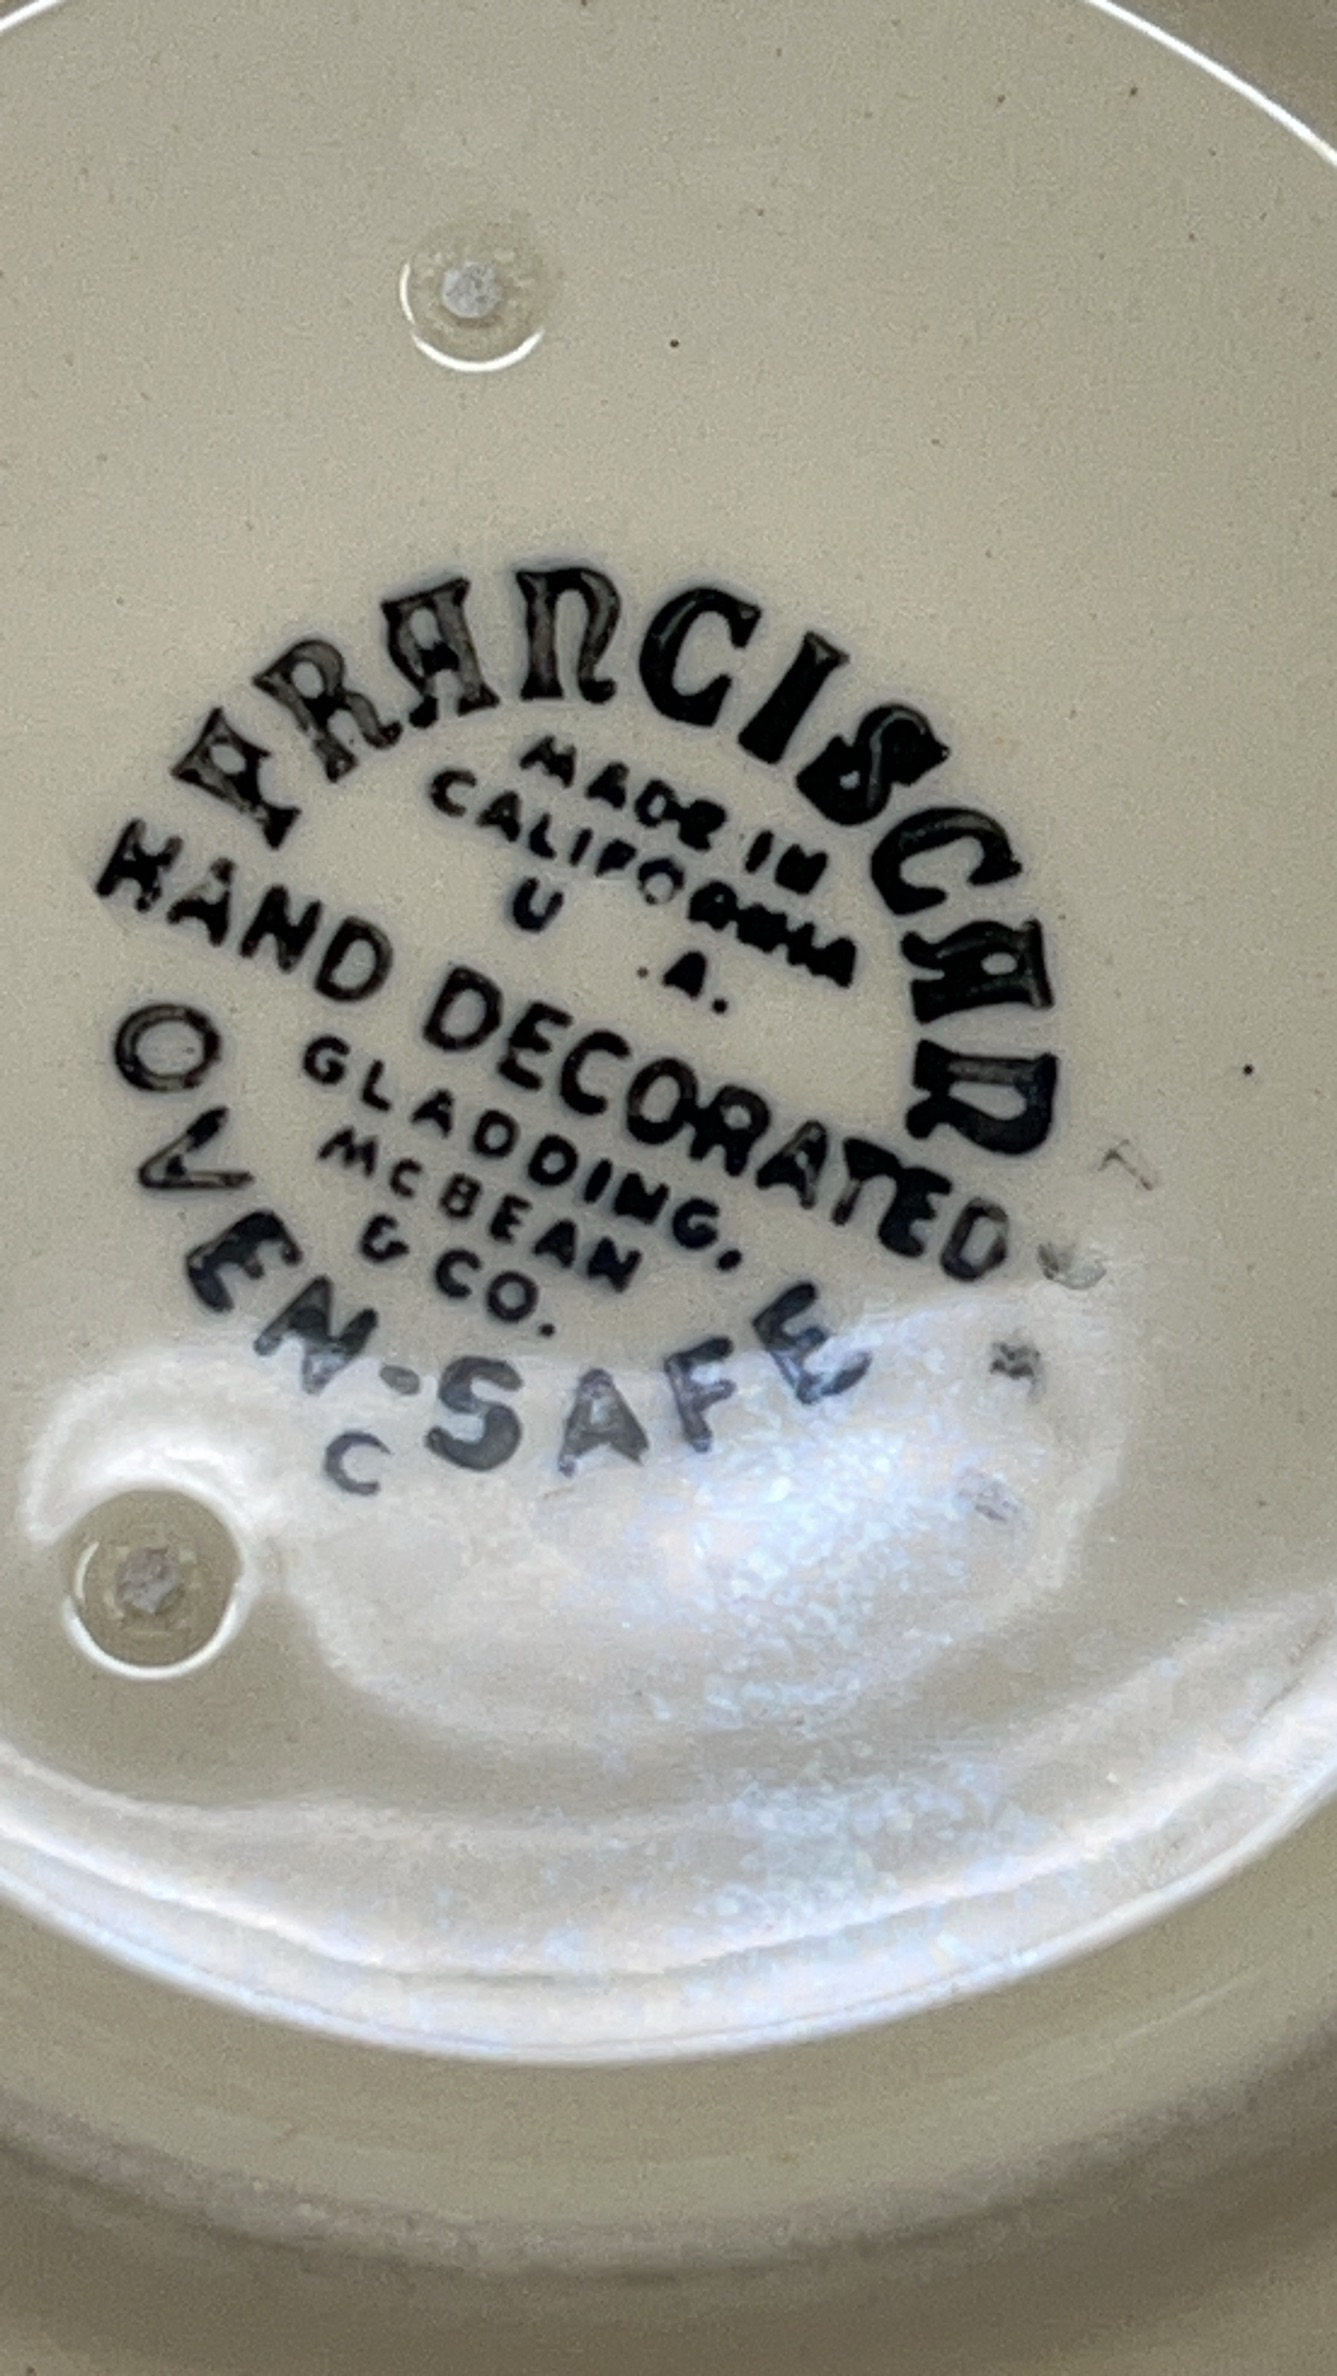 FRANCISCAN
MADE IN
CALIFORNIA
U . A.
HAND DECORATED
GLADDING,
MCBEAN
& CO.
OVEN-SAFE
C